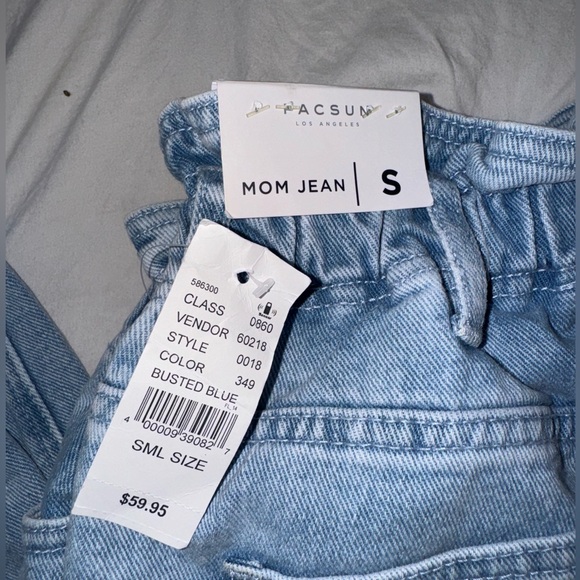 PACSUN
LOS ANGELES
MOM JEAN | S
586300
CLASS 0860
VENDOR 60218
STYLE 0018
COLOR 349
BUSTED BLUE
4 00009 39082 7
SML SIZE
$59.95